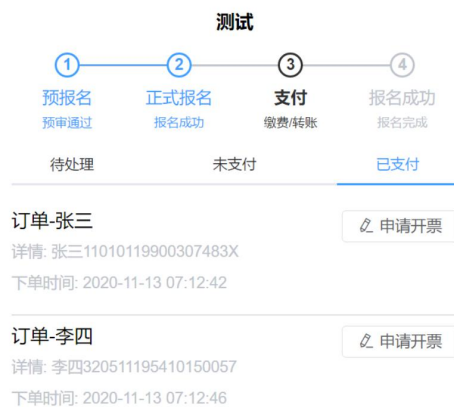 测试
1 2 3 4
预报名 正式报名 支付 报名成功
预审通过 报名成功 缴费/转账 报名完成
待处理 未支付 已支付
订单-张三 申请开票
详情: 张三11010119900307483X
下单时间: 2020-11-13 07:12:42
订单-李四 申请开票
详情: 李四320511195410150057
下单时间: 2020-11-13 07:12:46